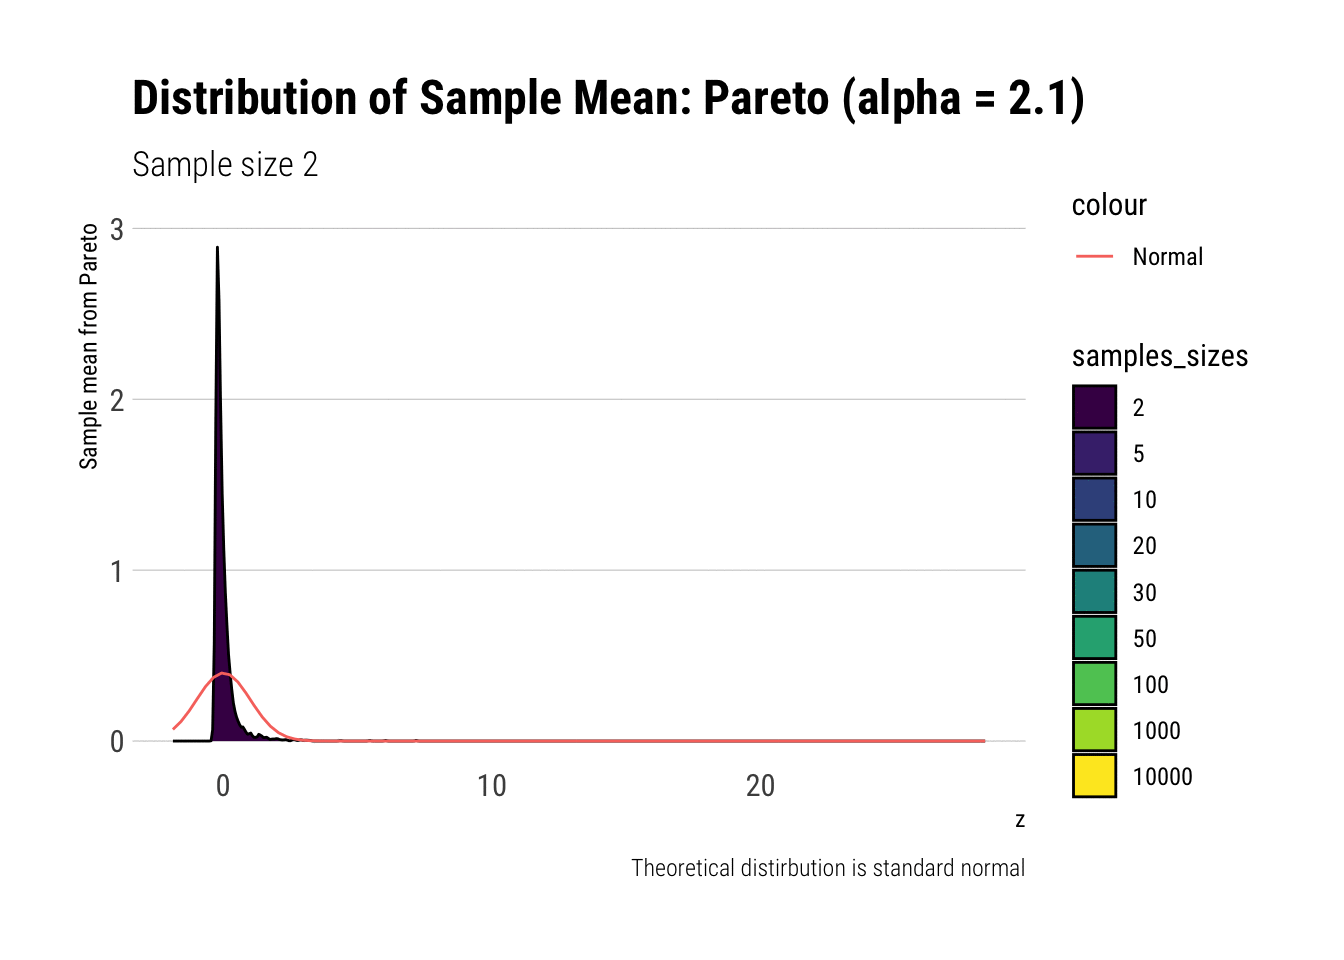 Distribution of Sample Mean: Pareto (alpha = 2.1)
Sample size 2
Sample mean from Pareto
3
2
1
0
0
10
20
z
Theoretical distirbution is standard normal
colour
Normal
samples_sizes
2
5
10
20
30
50
100
1000
10000